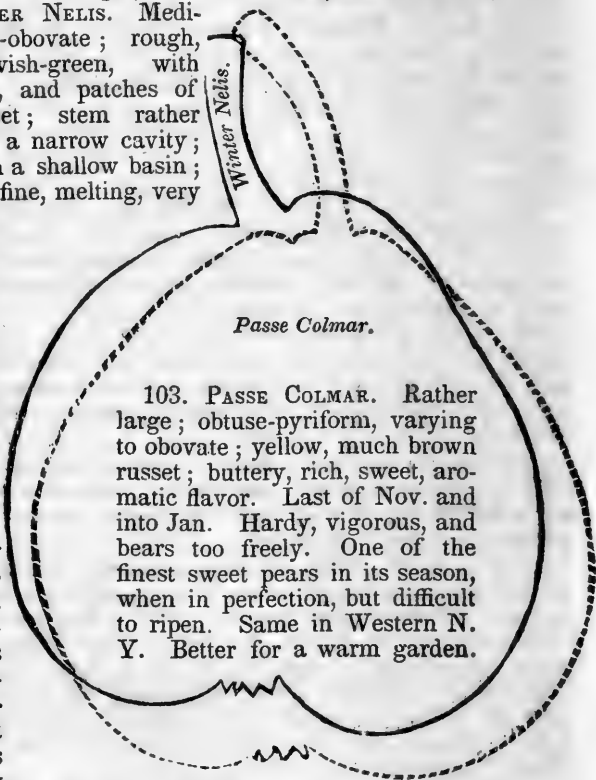 ER NELIS. Medi-
-obovate ; rough,
vish-green, with
, and patches of
et ; stem rather
a narrow cavity ;
a shallow basin ;
fine, melting, very
Winter Nelis.
Passe Colmar.
103. PASSE COLMAR. Rather
large ; obtuse-pyriform, varying
to obovate ; yellow, much brown
russet ; buttery, rich, sweet, aro-
matic flavor. Last of Nov. and
into Jan. Hardy, vigorous, and
bears too freely. One of the
finest sweet pears in its season,
when in perfection, but difficult
to ripen. Same in Western N.
Y. Better for a warm garden.